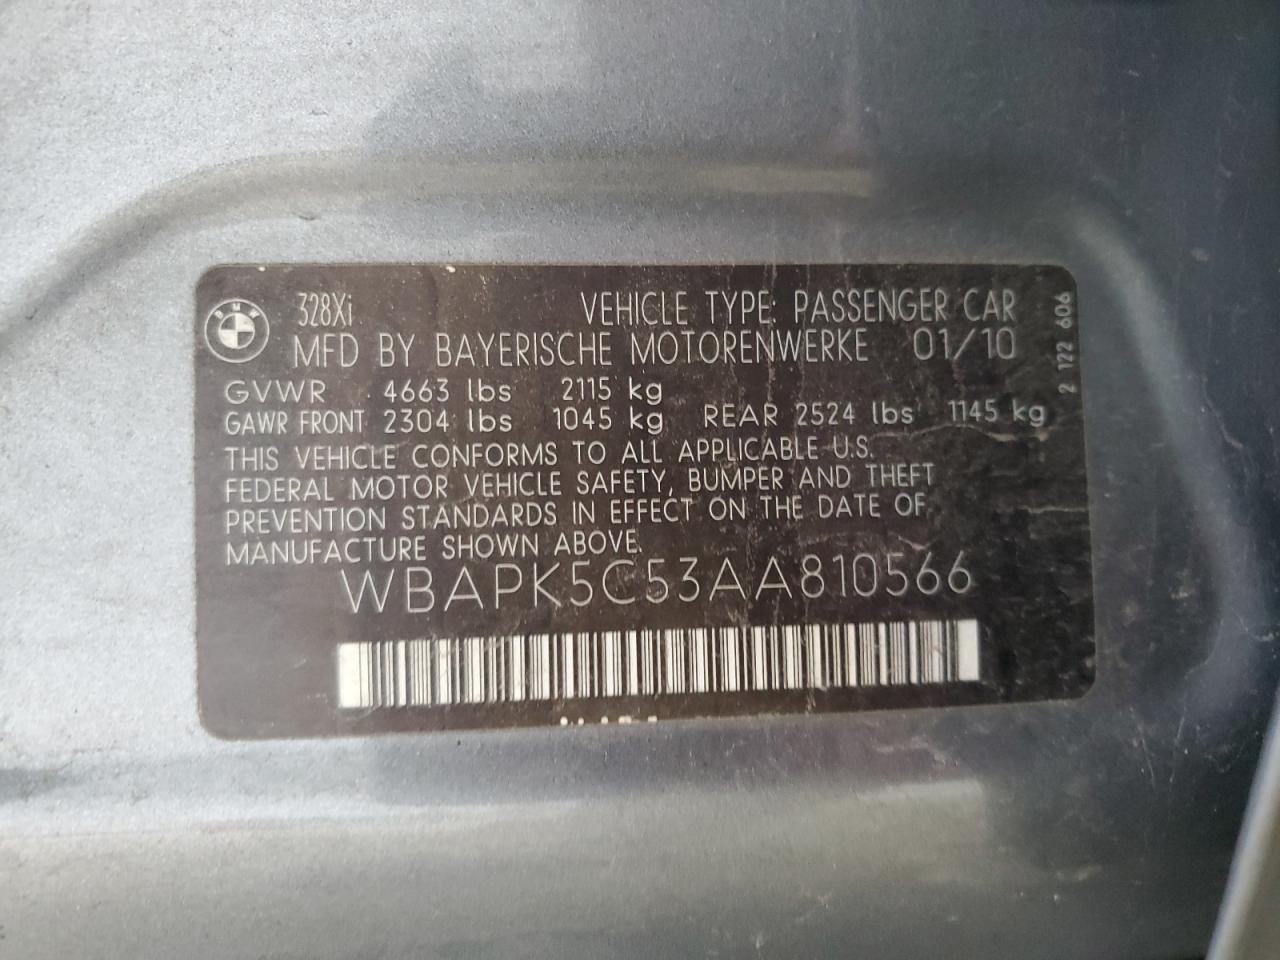 BMW
328Xi VEHICLE TYPE: PASSENGER CAR
MFD BY BAYERISCHE MOTORENWERKE 01/10
GVWR 4663 lbs 2115 kg
GAWR FRONT 2304 lbs 1045 kg REAR 2524 lbs 1145 kg
THIS VEHICLE CONFORMS TO ALL APPLICABLE U.S.
FEDERAL MOTOR VEHICLE SAFETY, BUMPER AND THEFT
PREVENTION STANDARDS IN EFFECT ON THE DATE OF
MANUFACTURE SHOWN ABOVE.
WBAPK5C53AA810566
2 122 606